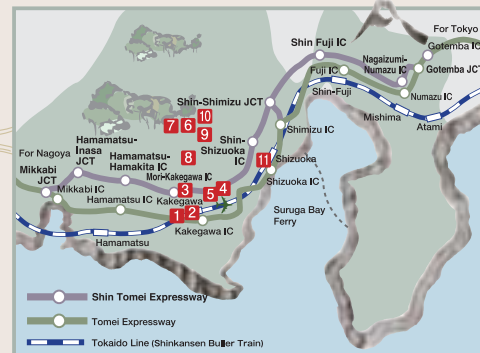 For Tokyo
Shin Fuji IC
Gotemba IC
Nagaizumi-
Numazu IC
Fuji IC
Gotemba JCT
Shin-Fuji
Numazu IC
Shin-Shimizu JCT
Mishima
Atami
10
7
6
9
Shin-
Shizuoka
IC
Shimizu IC
Hamamatsu-
Inasa
JCT
8
For Nagoya
Hamamatsu-
Hamakita IC
Mori-Kakegawa IC
11
Shizuoka
Mikkabi
JCT
Mikkabi IC
3
Kakegawa
5
4
Shizuoka IC
Hamamatsu IC
1
2
Kakegawa IC
Suruga Bay
Ferry
Hamamatsu
Shin Tomei Expressway
Tomei Expressway
Tokaido Line (Shinkansen Bullet Train)